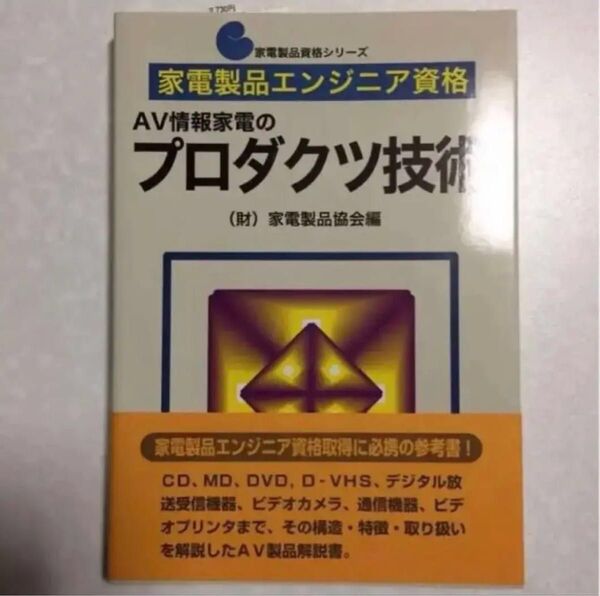 家電製品資格シリーズ
家電製品エンジニア資格
AV情報家電の
プロダクツ技術
（財）家電製品協会編
家電製品エンジニア資格取得に必携の参考書！
CD、MD、DVD, D-VHS、デジタル放
送受信機器、ビデオカメラ、通信機器、ビデ
オプリンタまで、その構造・特徴・取り扱い
を解説したAV製品解説書。